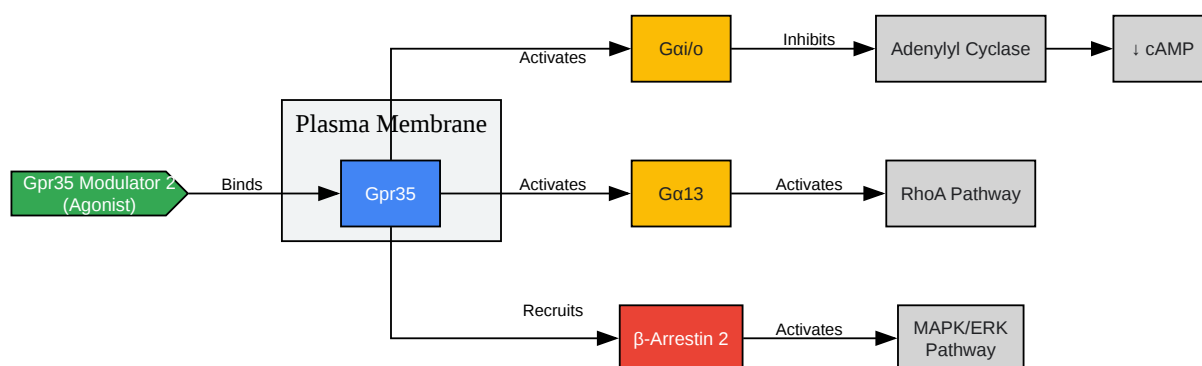 Gαi/o
Inhibits
Adenylyl Cyclase
↓ cAMP
Activates
Plasma Membrane
Gpr35 Modulator 2
(Agonist)
Binds
Gpr35
Activates
Gα13
Activates
RhoA Pathway
Recruits
β-Arrestin 2
Activates
MAPK/ERK
Pathway